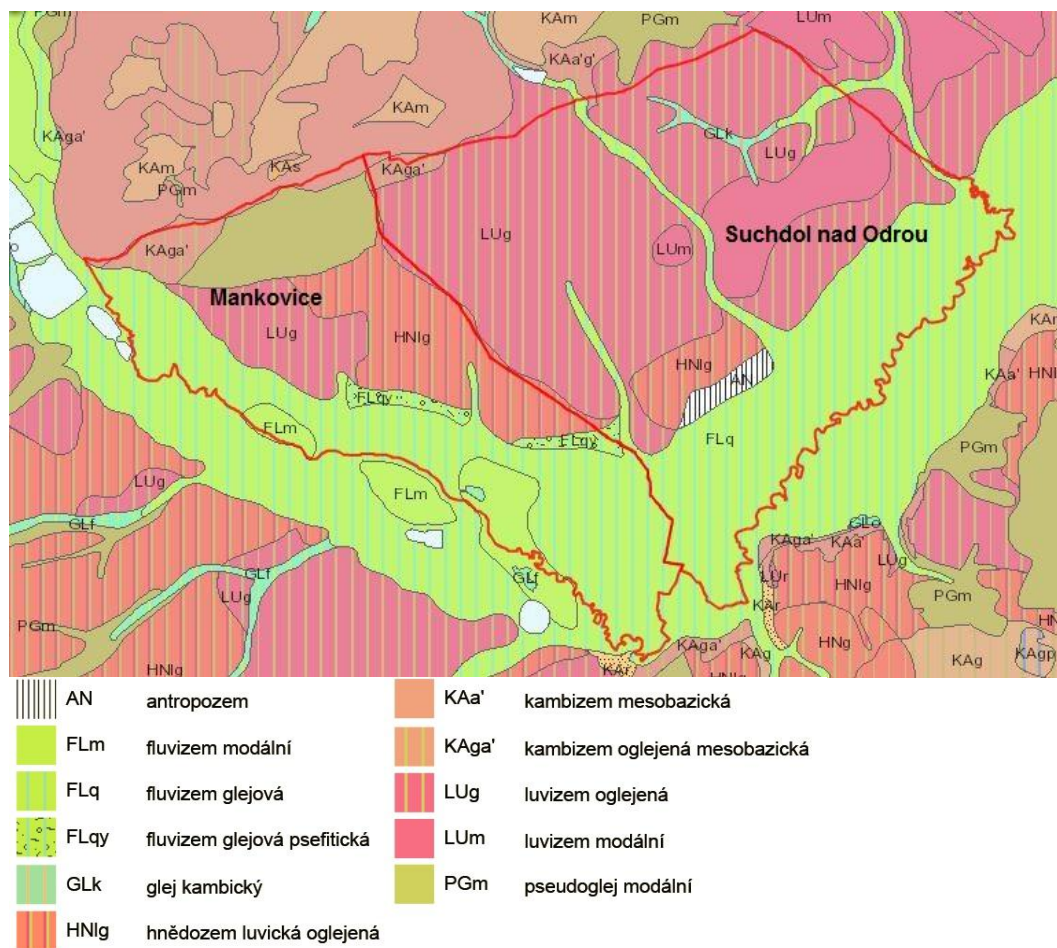 PGm
KAm
PGm
LUm
KAa'g'
KAm
KAga'
GLk
KAm
KAs
KAga'
LUg
PGm
KAga'
LUg
LUm
Suchdol nad Odrou
Mankovice
LUg
HNlg
HNlg
AN
KAa'
FLqy
FLm
FLqy
FLq
PGm
LUg
FLm
GLf
KAga
KAa'
LUg
GLf
GLf
LUr
HNlg
LUg
KAr
PGm
PGm
HNg
HNlg
KAga'
KAg
KAg
KAgp
KAr
AN antropozem
FLm fluvizem modální
FLq fluvizem glejová
FLqy fluvizem glejová psefitická
GLk glej kambický
HNlg hnědozem luvická oglejená
KAa' kambizem mesobazická
KAga' kambizem oglejená mesobazická
LUg luvizem oglejená
LUm luvizem modální
PGm pseudoglej modální